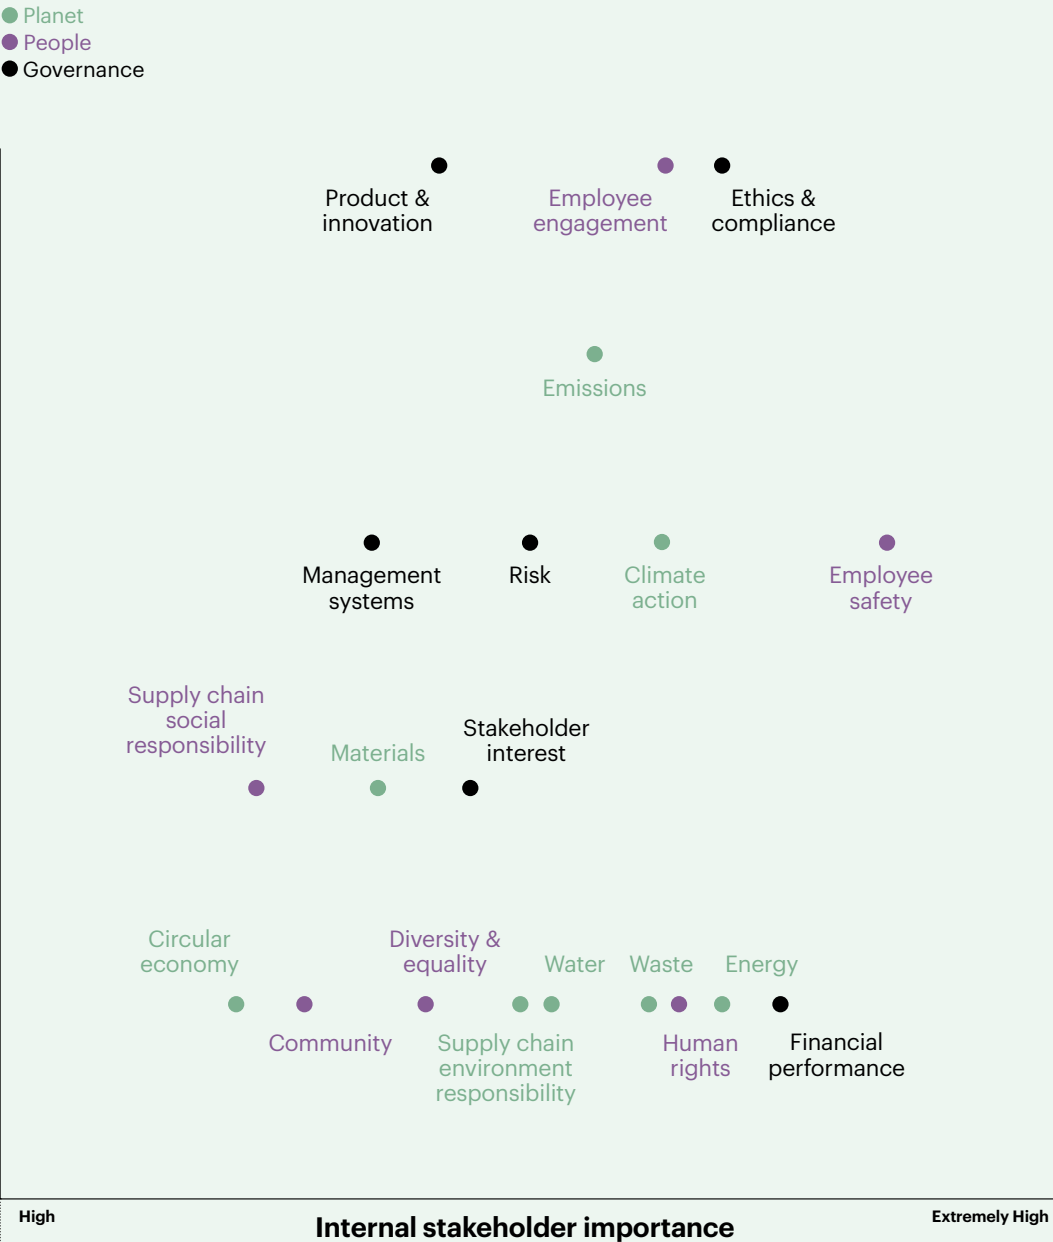 Planet
People
Governance
Product &
innovation
Employee
engagement
Ethics &
compliance
Emissions
Management
systems
Risk
Climate
action
Employee
safety
Supply chain
social
responsibility
Materials
Stakeholder
interest
Circular
economy
Diversity &
equality
Water
Waste
Energy
Community
Supply chain
environment
responsibility
Human
rights
Financial
performance
High
Internal stakeholder importance
Extremely High